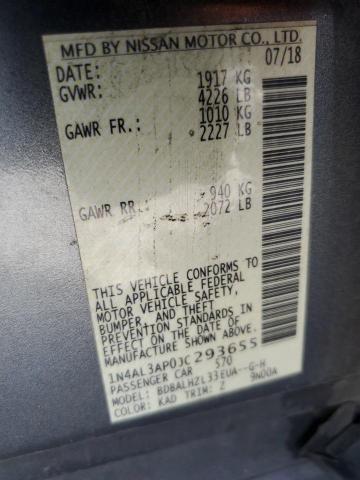 MFD BY NISSAN MOTOR CO., LTD.
DATE: 07/18
GVWR: 1917 KG
4226 LB
GAWR FR.: 1010 KG
2227 LB
GAWR RR.: 940 KG
2072 LB
THIS VEHICLE CONFORMS TO
ALL APPLICABLE FEDERAL
MOTOR VEHICLE SAFETY,
BUMPER, AND THEFT
PREVENTION STANDARDS IN
EFFECT ON THE DATE OF
MANUFACTURE SHOWN ABOVE.
1N4AL3AP0JC293655
PASSENGER CAR 570
MODEL: BDBALHZL33EUA--G-H
COLOR: KAD TRIM: Z 9N00A